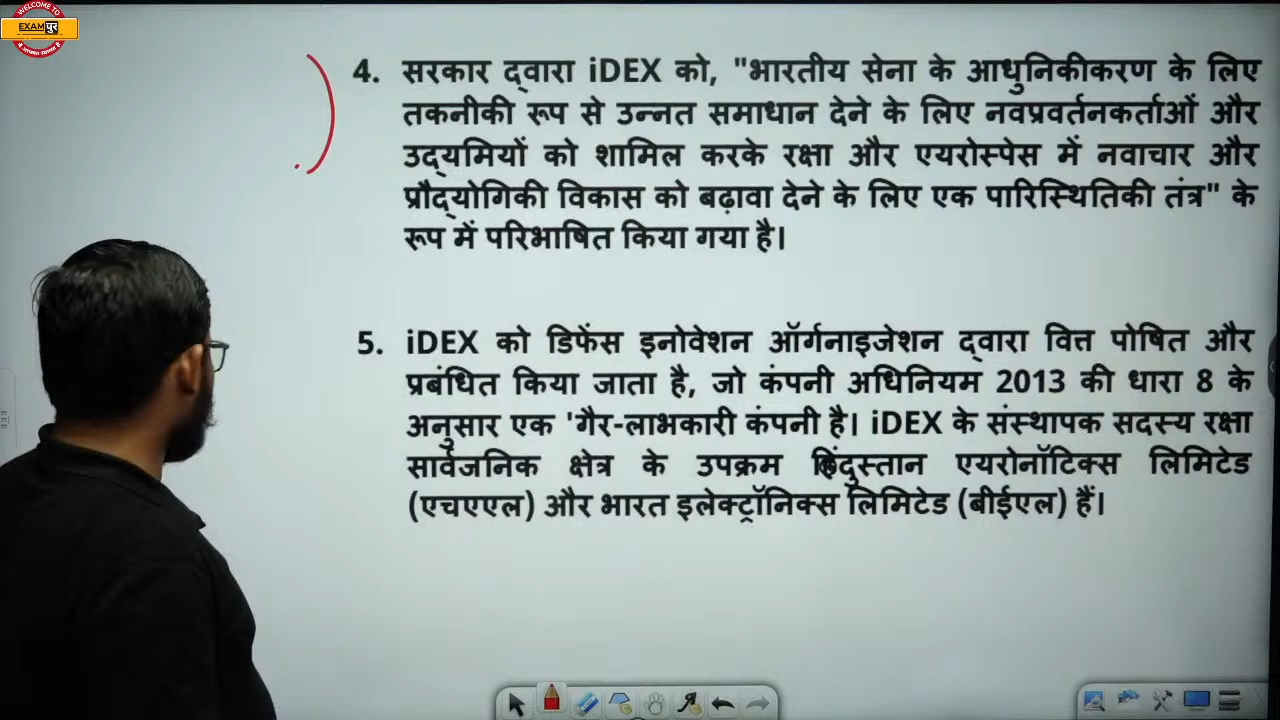 WELCOME TO
EXAMपुर
4. सरकार द्वारा iDEX को, "भारतीय सेना के आधुनिकीकरण के लिए
तकनीकी रूप से उन्नत समाधान देने के लिए नवप्रवर्तनकर्ताओं और
उद्यमियों को शामिल करके रक्षा और एयरोस्पेस में नवाचार और
प्रौद्योगिकी विकास को बढ़ावा देने के लिए एक पारिस्थितिकी तंत्र" के
रूप में परिभाषित किया गया है।
5. iDEX को डिफेंस इनोवेशन ऑर्गनाइजेशन द्वारा वित्त पोषित और
प्रबंधित किया जाता है, जो कंपनी अधिनियम 2013 की धारा 8 के
अनुसार एक 'गैर-लाभकारी कंपनी है। iDEX के संस्थापक सदस्य रक्षा
सार्वजनिक क्षेत्र के उपक्रम हिंदुस्तान एयरोनॉटिक्स लिमिटेड
(एचएएल) और भारत इलेक्ट्रॉनिक्स लिमिटेड (बीईएल) हैं।